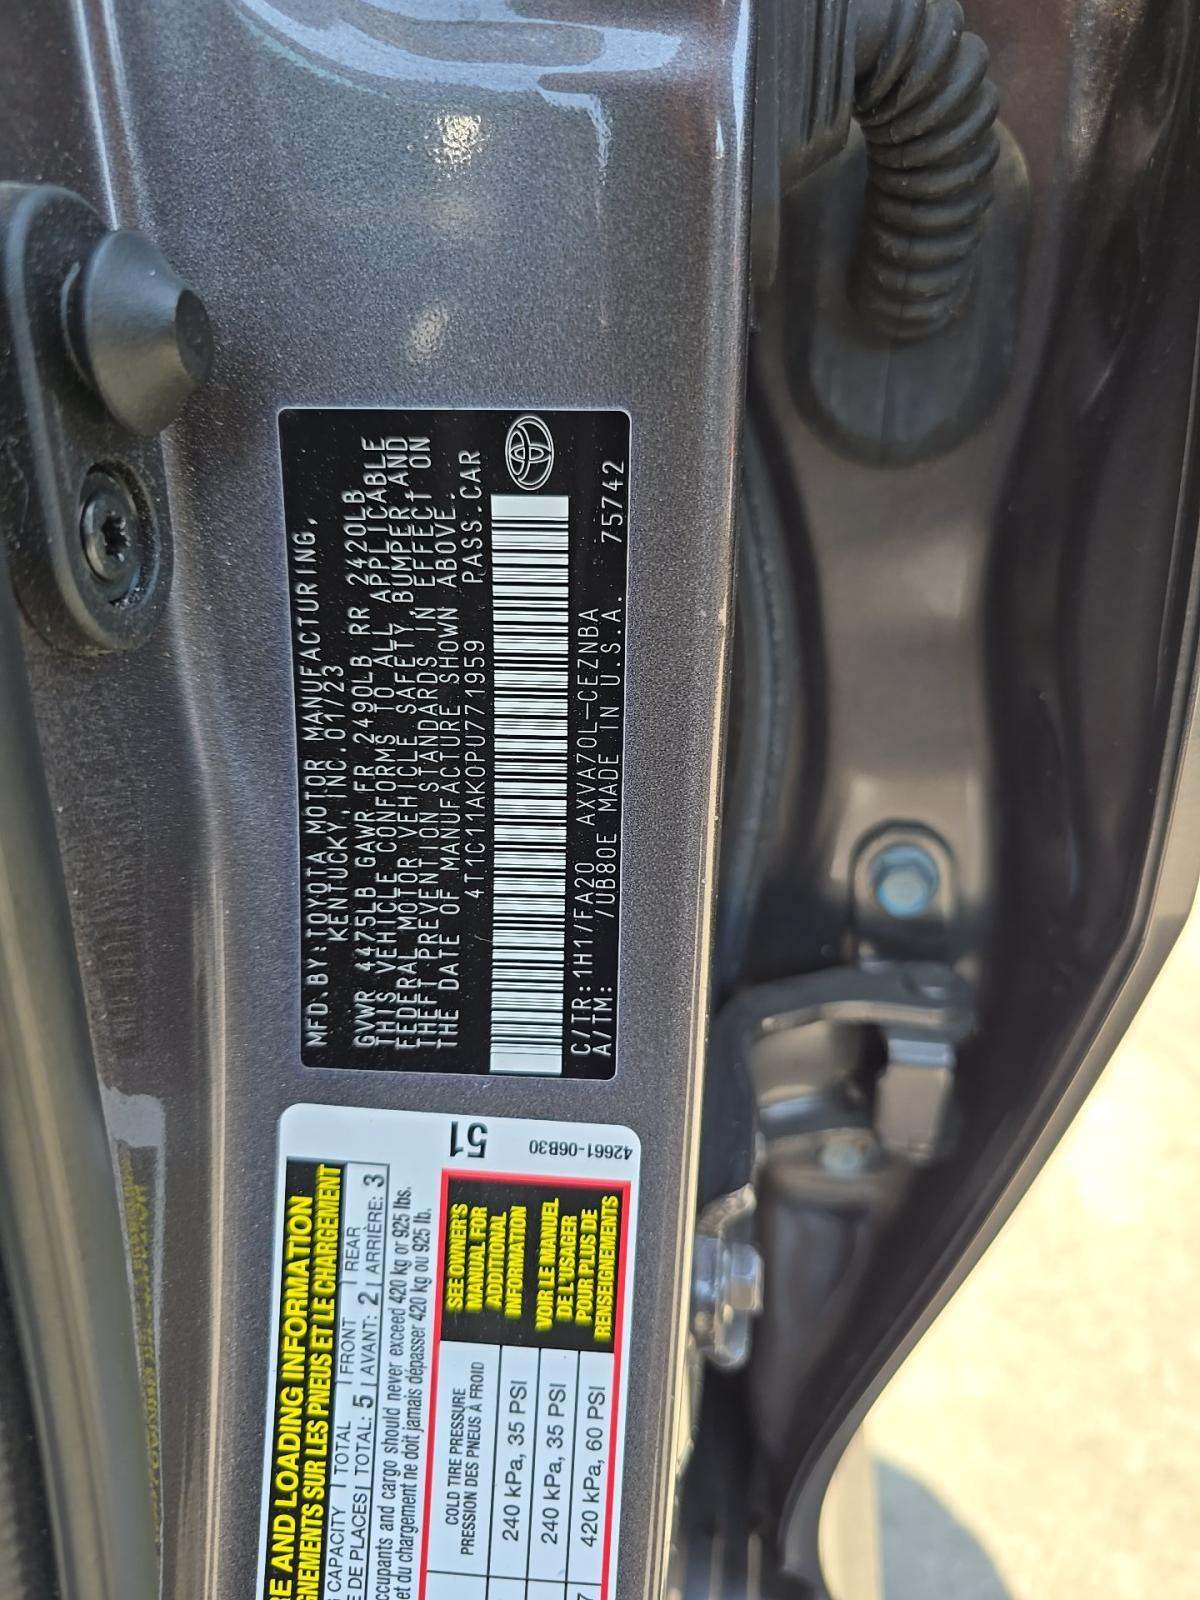 MFD. BY: TOYOTA MOTOR MANUFACTURING,
KENTUCKY, INC. 01/23
GVWR 4475LB GAWR FR 2490LB RR 2420LB
THIS VEHICLE CONFORMS TO ALL APPLICABLE
FEDERAL MOTOR VEHICLE SAFETY, BUMPER, AND
THEFT PREVENTION STANDARDS IN EFFECT ON
THE DATE OF MANUFACTURE SHOWN ABOVE.
4T1C11AK0PU771959 PASS.CAR
C/TR: 1H1/FA20 AXVA70L-CEZNBA
A/TM: /UB80E MADE IN U.S.A. 75742
AND LOADING INFORMATION
SUR LES PNEUS ET LE CHARGEMENT
CAPACITY TOTAL FRONT REAR
DE PLACES TOTAL: 5 AVANT: 2 ARRIÈRE: 3
and cargo should never exceed 420 kg or 925 lbs.
et du chargement ne doit jamais dépasser 420 kg ou 925 lb.
51
42661-06B30
COLD TIRE PRESSURE
PRESSION DES PNEUS À FROID
240 kPa, 35 PSI
240 kPa, 35 PSI
420 kPa, 60 PSI
SEE OWNER'S
MANUAL FOR
ADDITIONAL
INFORMATION
VOIR LE MANUEL
DE L'USAGER
POUR PLUS DE
RENSEIGNEMENTS